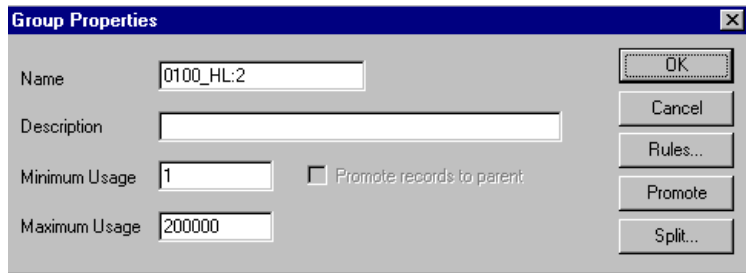 Group Properties
Name 0100_HL:2
Description
Minimum Usage 1 Promote records to parent
Maximum Usage 200000
OK
Cancel
Rules...
Promote
Split...